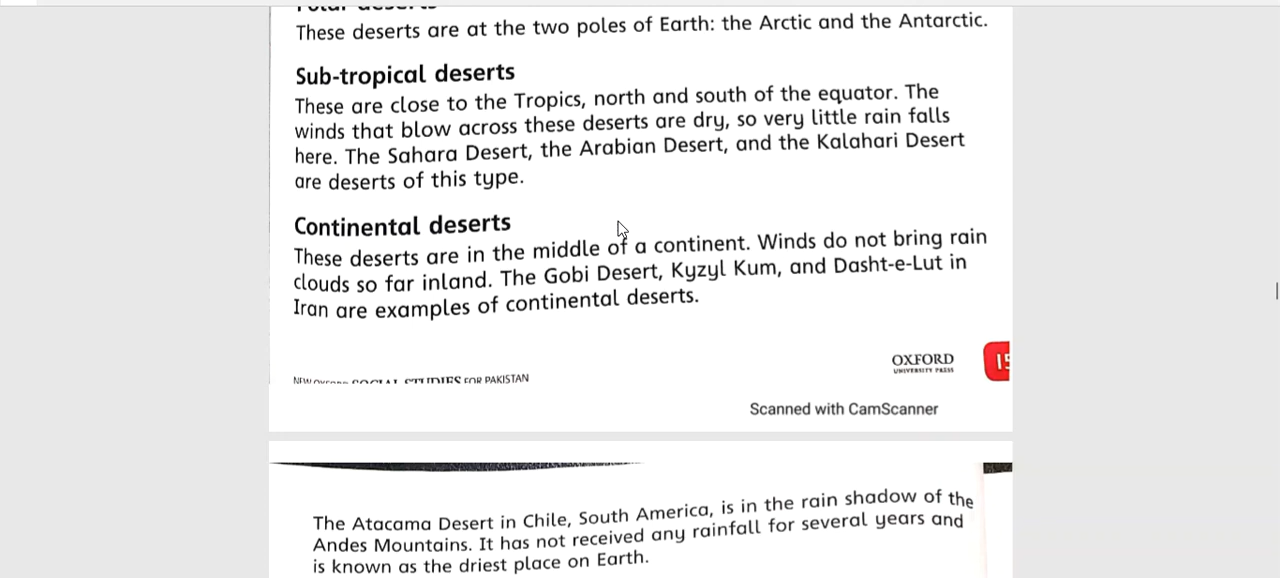 These deserts are at the two poles of Earth: the Arctic and the Antarctic.
Sub-tropical deserts
These are close to the Tropics, north and south of the equator. The
winds that blow across these deserts are dry, so very little rain falls
here. The Sahara Desert, the Arabian Desert, and the Kalahari Desert
are deserts of this type.
Continental deserts
These deserts are in the middle of a continent. Winds do not bring rain
clouds so far inland. The Gobi Desert, Kyzyl Kum, and Dasht-e-Lut in
Iran are examples of continental deserts.
OXFORD
UNIVERSITY PRESS
SOCIAL STUDIES FOR PAKISTAN
Scanned with CamScanner
The Atacama Desert in Chile, South America, is in the rain shadow of the
Andes Mountains. It has not received any rainfall for several years and
is known as the driest place on Earth.